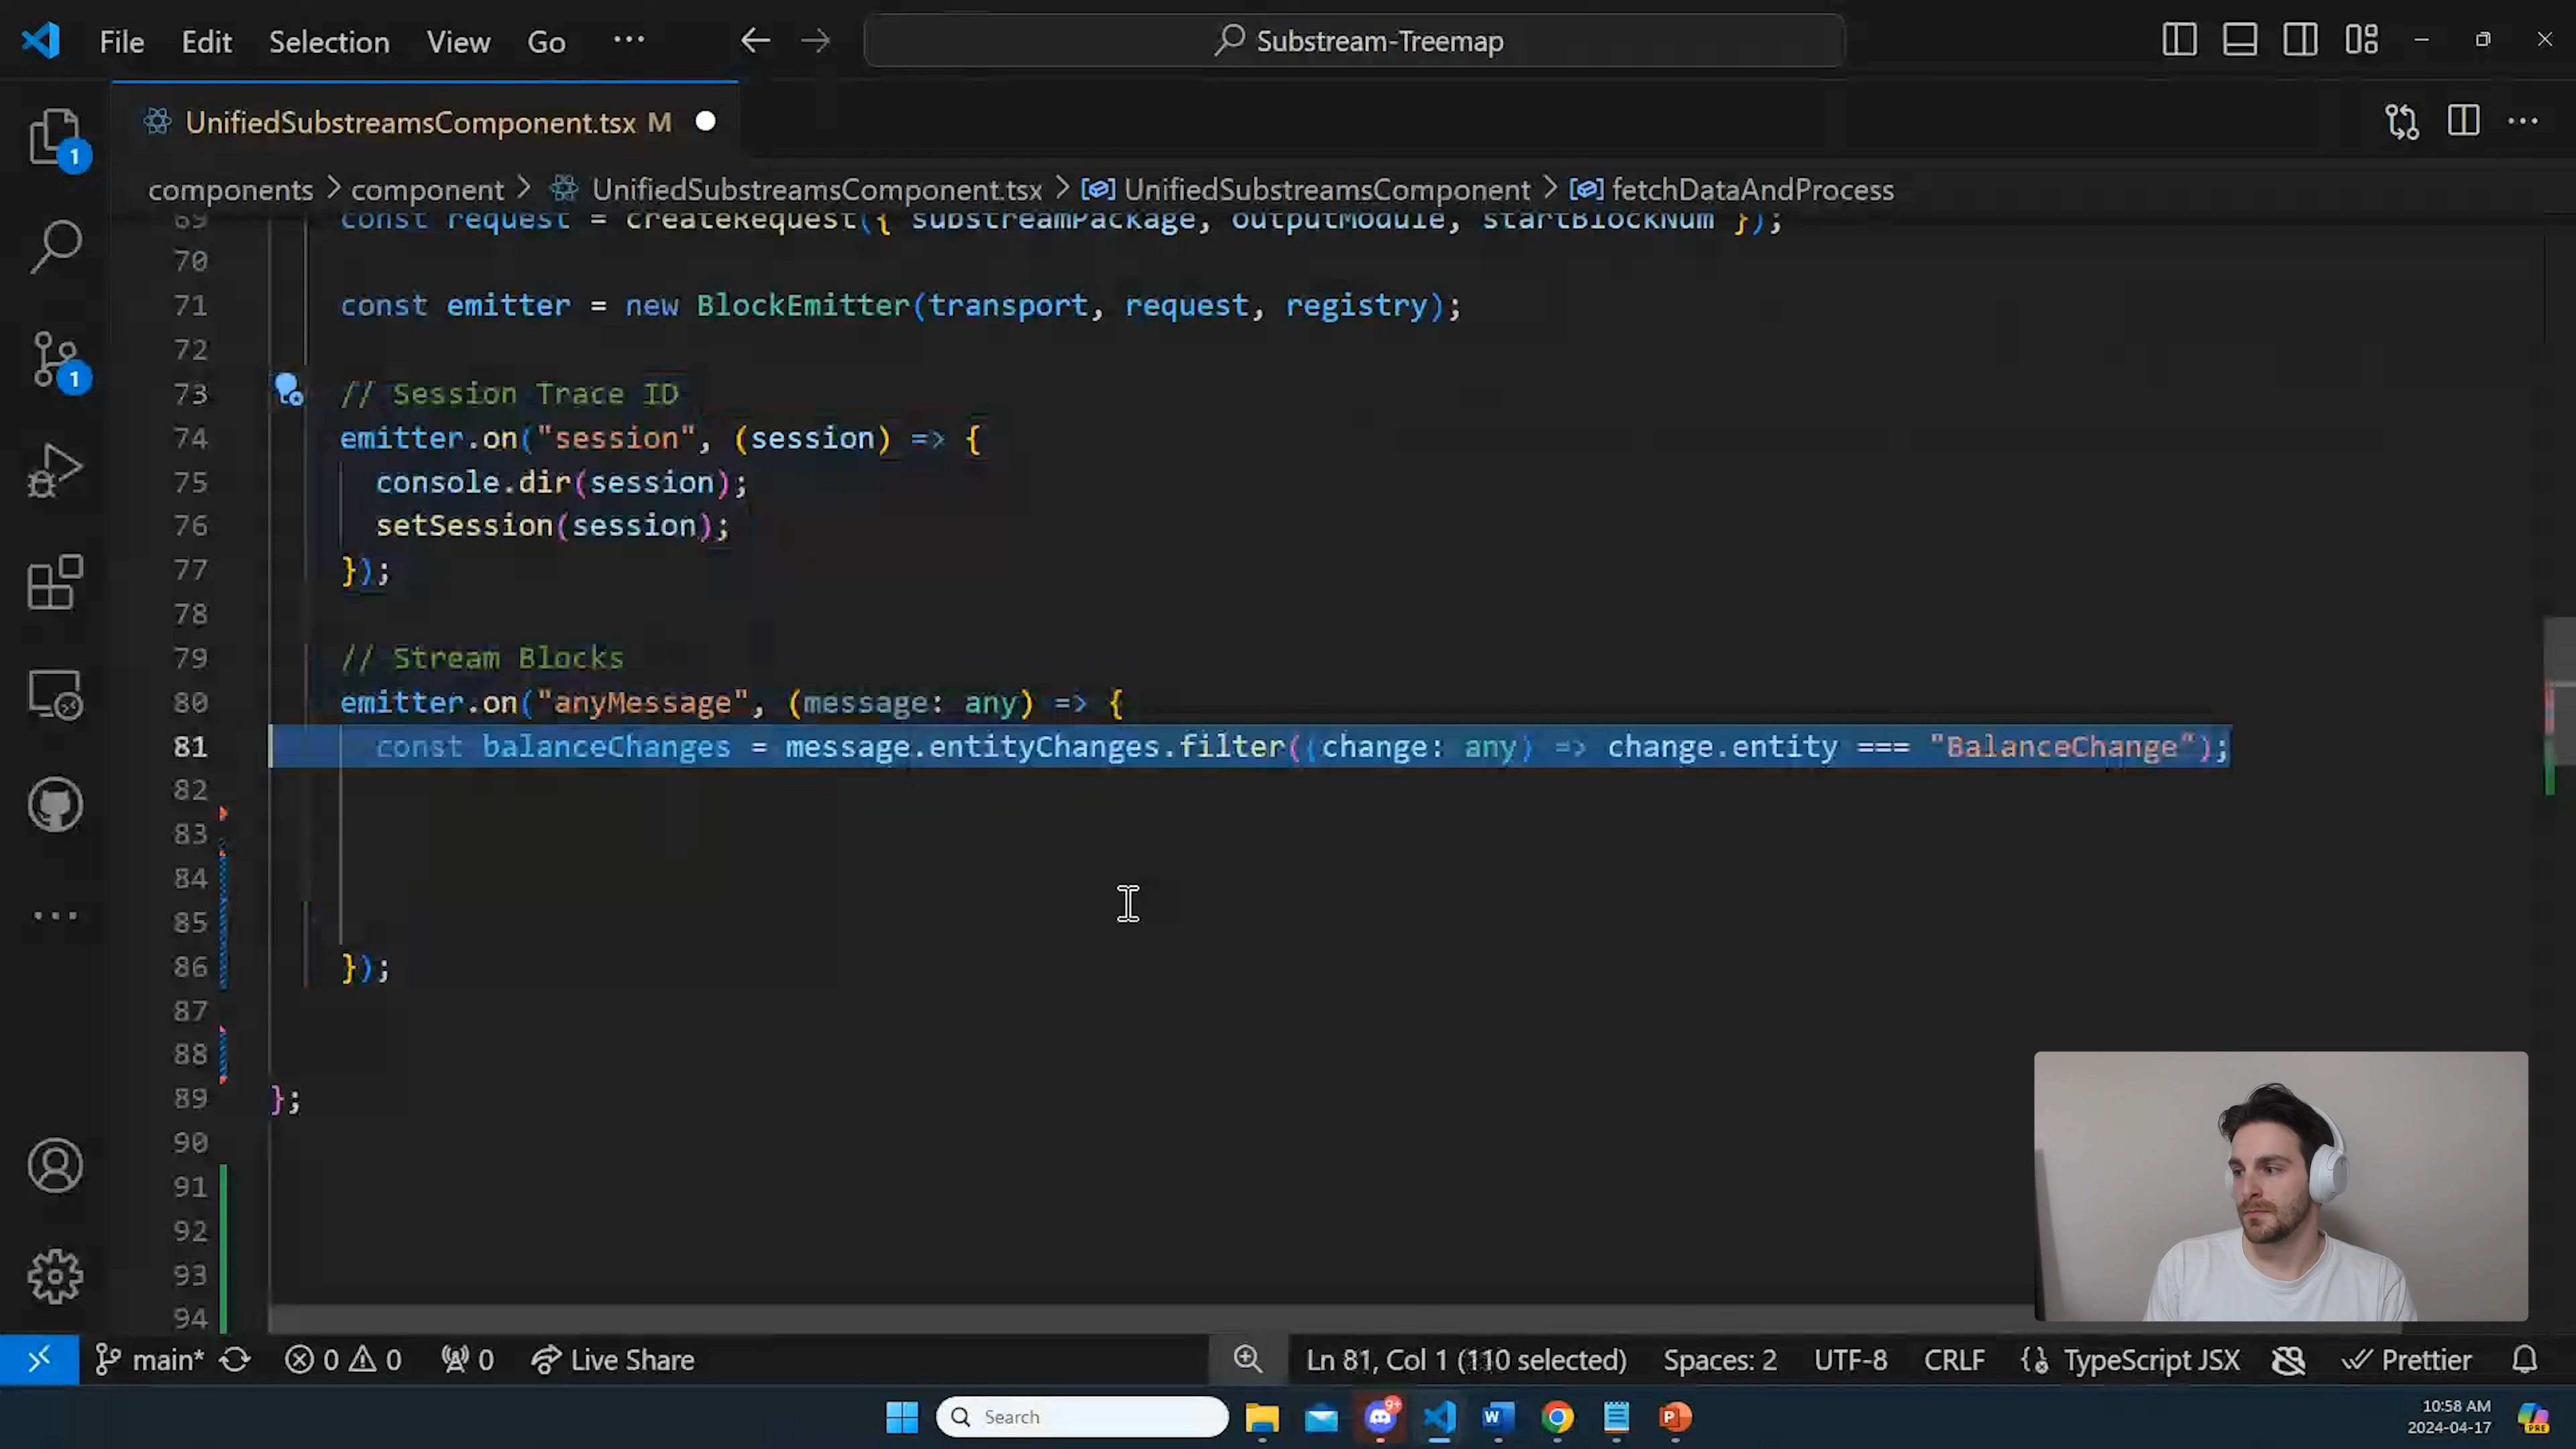 File Edit Selection View Go ··· Substream-Treemap
UnifiedSubstreamsComponent.tsx M
components > component > UnifiedSubstreamsComponent.tsx > UnifiedSubstreamsComponent > fetchDataAndProcess
69 const request = createRequest({ substreamPackage, outputModule, startBlockNum });
70
71 const emitter = new BlockEmitter(transport, request, registry);
72
73 // Session Trace ID
74 emitter.on("session", (session) => {
75 console.dir(session);
76 setSession(session);
77 });
78
79 // Stream Blocks
80 emitter.on("anyMessage", (message: any) => {
81 const balanceChanges = message.entityChanges.filter((change: any) => change.entity === "BalanceChange");
82
83
84
85
86 });
87
88
89 };
90
91
92
93
94
1
1
main* 0 0 0 Live Share Ln 81, Col 1 (110 selected) Spaces: 2 UTF-8 CRLF TypeScript JSX Prettier
Search 9+ 10:58 AM
2024-04-17
PRE